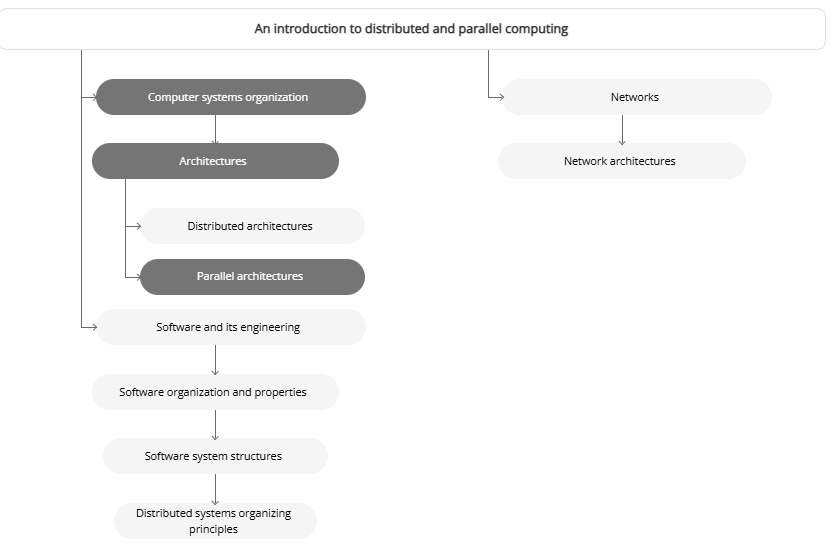 An introduction to distributed and parallel computing
Computer systems organization
Architectures
Distributed architectures
Parallel architectures
Software and its engineering
Software organization and properties
Software system structures
Distributed systems organizing
principles
Networks
Network architectures